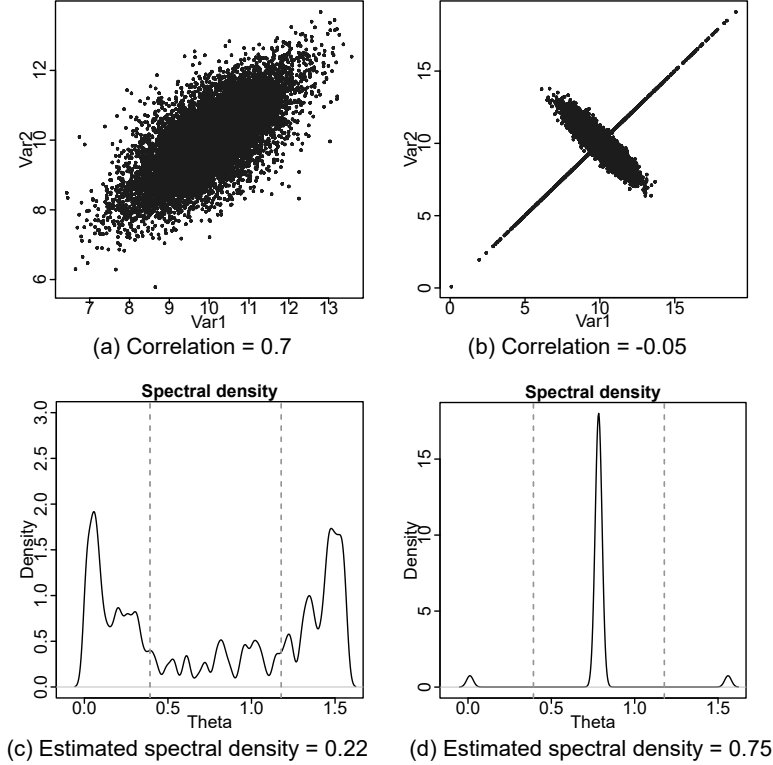 12
10
8
6
Var2
7 8 9 10 11 12 13
Var1
(a) Correlation = 0.7
15
10
5
0
Var2
0 5 10 15
Var1
(b) Correlation = -0.05
Spectral density
3.0
2.5
2.0
1.5
1.0
0.5
0.0
Density
0.0 0.5 1.0 1.5
Theta
(c) Estimated spectral density = 0.22
Spectral density
15
10
5
0
Density
0.0 0.5 1.0 1.5
Theta
(d) Estimated spectral density = 0.75